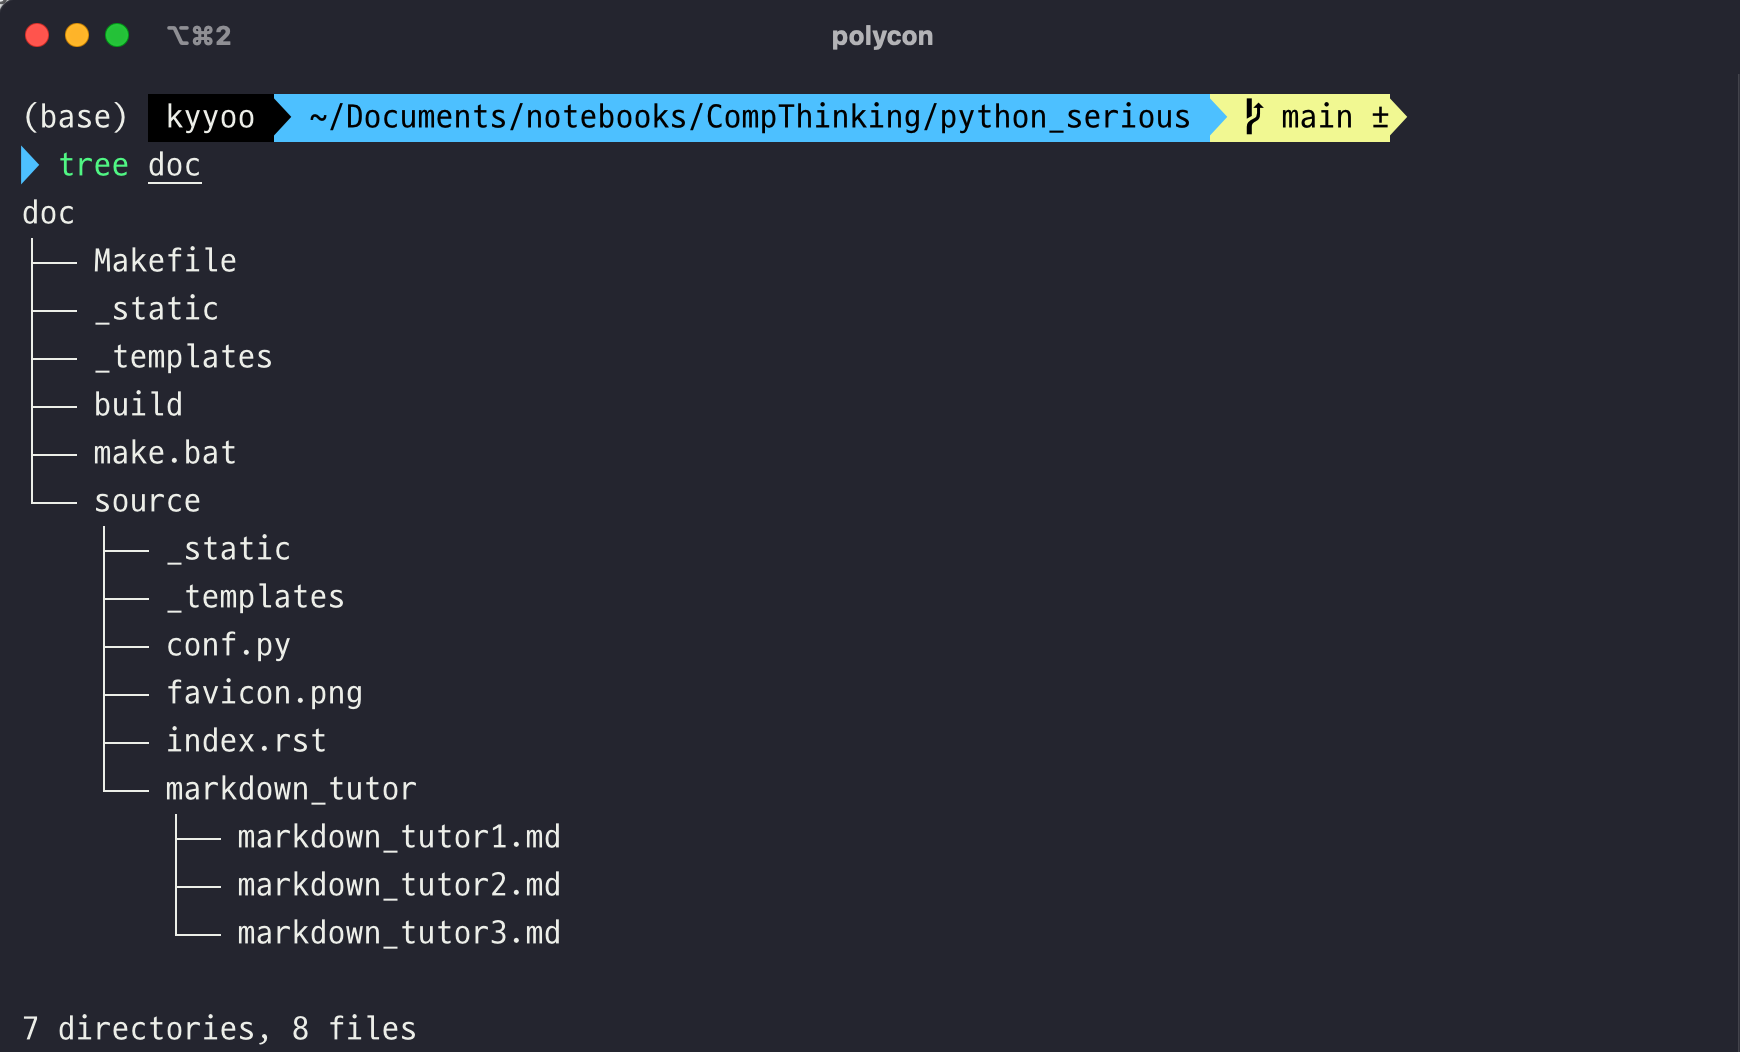 ⌥⌘2 polycon
(base) kyyoo ~/Documents/notebooks/CompThinking/python_serious main ±
tree doc
doc
├── Makefile
├── _static
├── _templates
├── build
├── make.bat
└── source
    ├── _static
    ├── _templates
    ├── conf.py
    ├── favicon.png
    ├── index.rst
    └── markdown_tutor
        ├── markdown_tutor1.md
        ├── markdown_tutor2.md
        └── markdown_tutor3.md
7 directories, 8 files